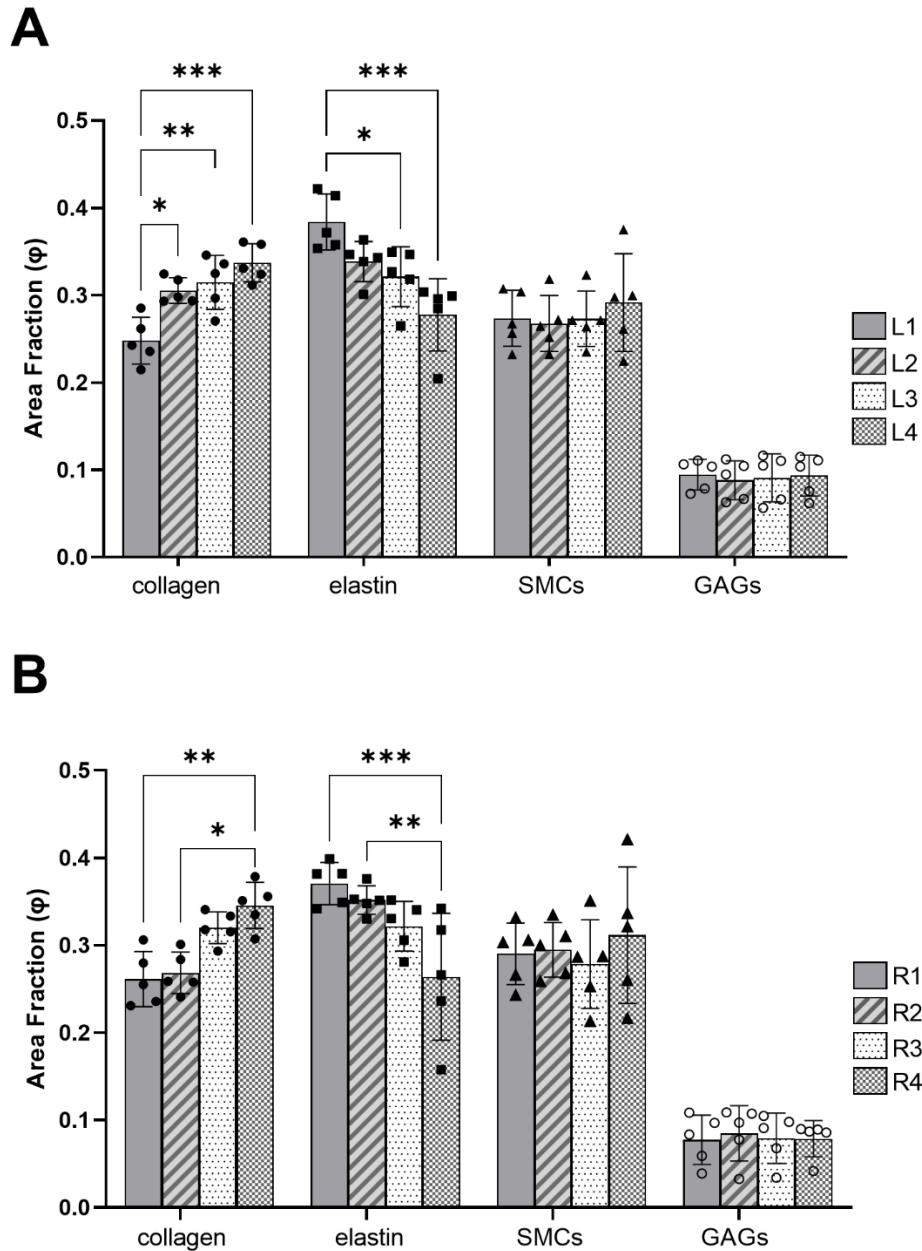 A
***
***
**
*
*
0.5
0.4
0.3
0.2
0.1
0.0
Area Fraction (φ)
collagen
elastin
SMCs
GAGs
L1
L2
L3
L4
B
**
***
*
**
0.5
0.4
0.3
0.2
0.1
0.0
Area Fraction (φ)
collagen
elastin
SMCs
GAGs
R1
R2
R3
R4